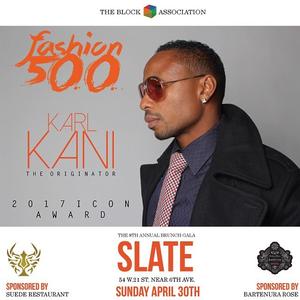 THE BLOCK ASSOCIATION
fashion
500
KARL
KANI
THE ORIGINATOR
2017 ICON
AWARD
THE 8TH ANNUAL BRUNCH GALA
SLATE
54 W.21 ST. NEAR 6TH AVE.
SUNDAY APRIL 30TH
SPONSORED BY
SUEDE RESTAURANT
SPONSORED BY
BARTENURA ROSE